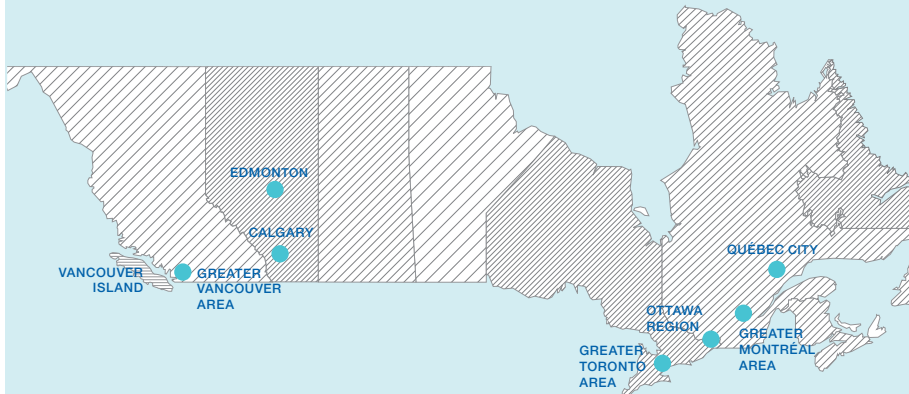 EDMONTON
CALGARY
VANCOUVER
ISLAND
GREATER
VANCOUVER
AREA
QUÉBEC CITY
OTTAWA
REGION
GREATER
MONTRÉAL
AREA
GREATER
TORONTO
AREA